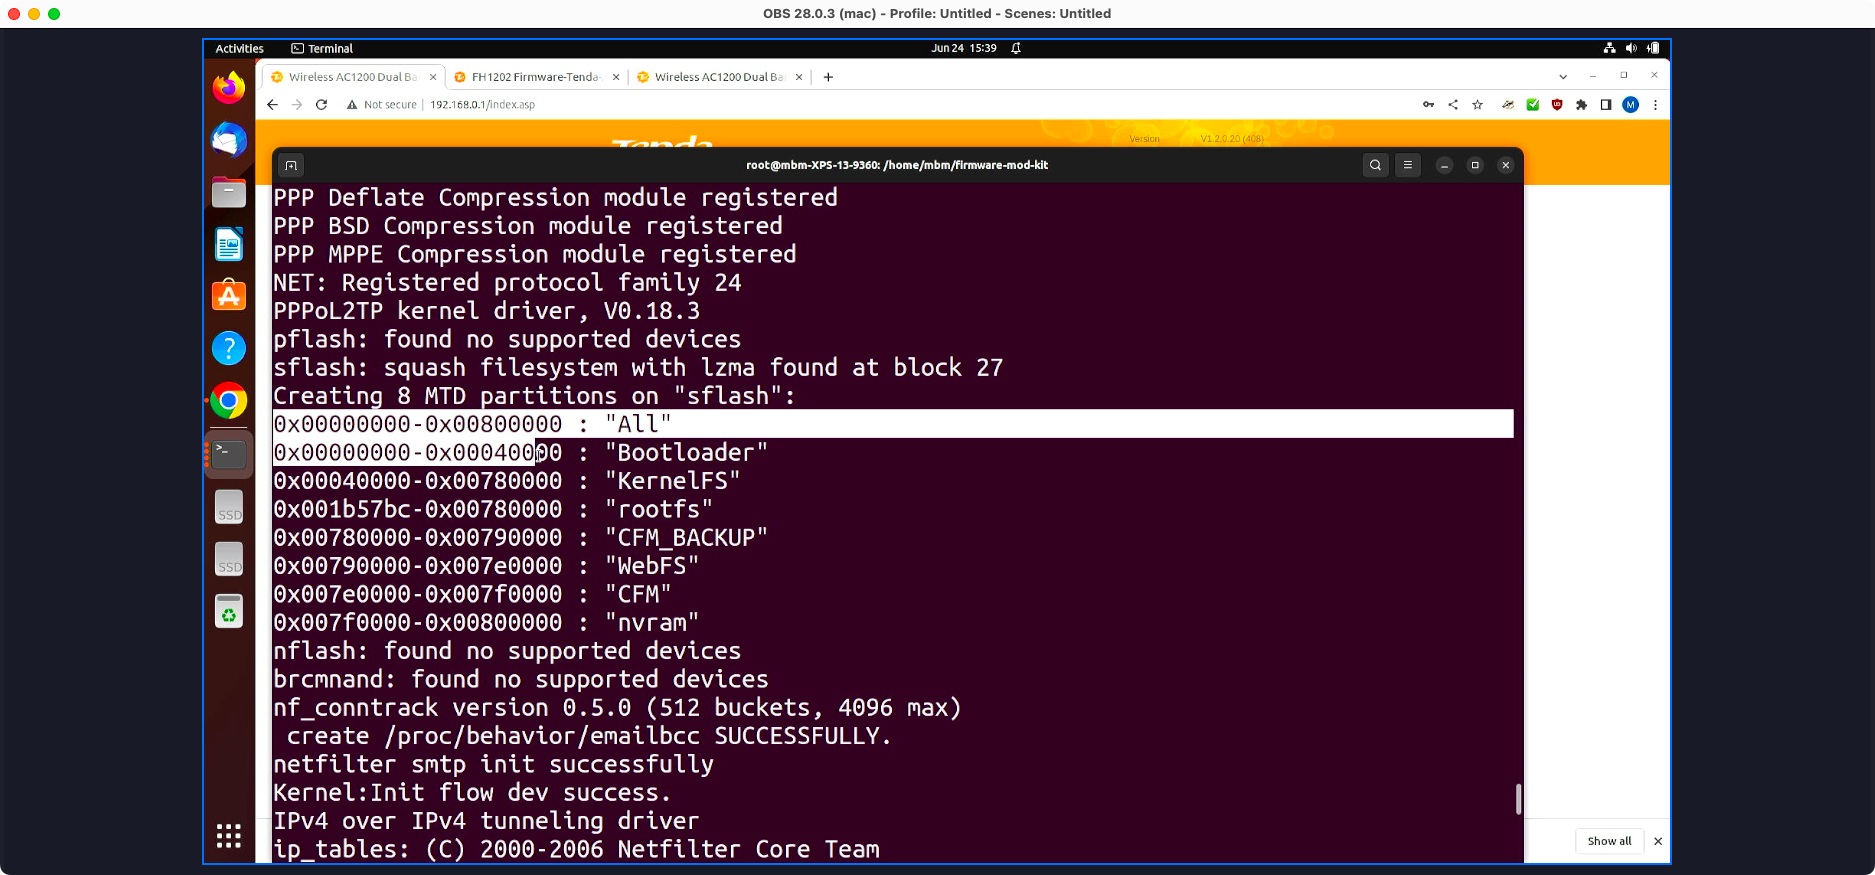 OBS 28.0.3 (mac) - Profile: Untitled - Scenes: Untitled
Activities
Terminal
Jun 24 15:39
Wireless AC1200 Dual Ba
FH1202 Firmware-Tenda-
Wireless AC1200 Dual Ba
Not secure
192.168.0.1/index.asp
M
Tenda
Version
V1.2.0.20 (408)
root@mbm-XPS-13-9360: /home/mbm/firmware-mod-kit
PPP Deflate Compression module registered
PPP BSD Compression module registered
PPP MPPE Compression module registered
NET: Registered protocol family 24
PPPoL2TP kernel driver, V0.18.3
pflash: found no supported devices
sflash: squash filesystem with lzma found at block 27
Creating 8 MTD partitions on "sflash":
0x00000000-0x00800000 : "All"
0x00000000-0x00040000 : "Bootloader"
0x00040000-0x00780000 : "KernelFS"
0x001b57bc-0x00780000 : "rootfs"
0x00780000-0x00790000 : "CFM_BACKUP"
0x00790000-0x007e0000 : "WebFS"
0x007e0000-0x007f0000 : "CFM"
0x007f0000-0x00800000 : "nvram"
nflash: found no supported devices
brcmnand: found no supported devices
nf_conntrack version 0.5.0 (512 buckets, 4096 max)
 create /proc/behavior/emailbcc SUCCESSFULLY.
netfilter smtp init successfully
Kernel:Init flow dev success.
IPv4 over IPv4 tunneling driver
ip_tables: (C) 2000-2006 Netfilter Core Team
SSD
SSD
Show all